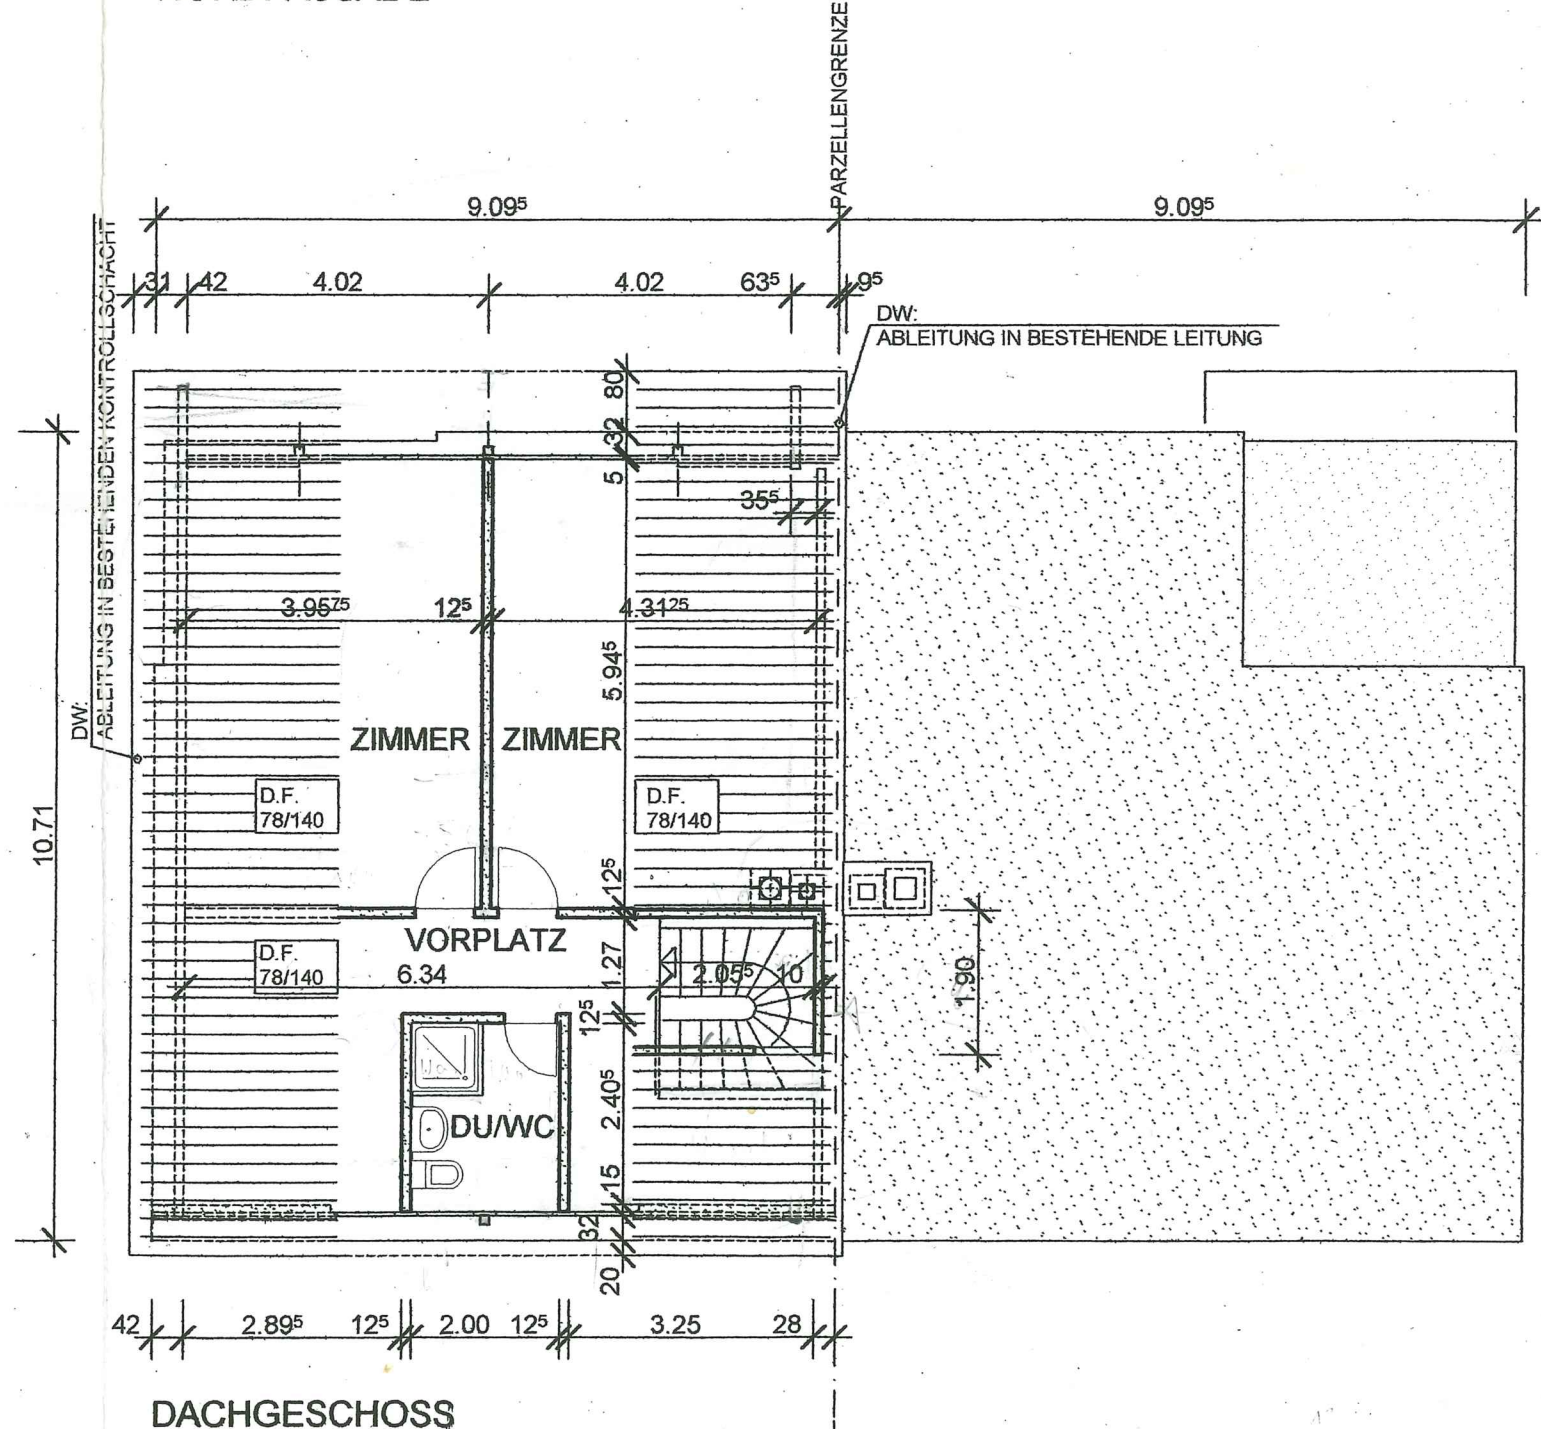 PARZELLENGRENZE
9.09⁵
9.09⁵
31
42
4.02
4.02
63⁵
9⁵
DW:
ABLEITUNG IN BESTEHENDE LEITUNG
DW:
ABLEITUNG IN BESTEHENDEN KONTROLLSCHACHT
80
32
5
35⁵
3.95⁷⁵
12⁵
4.31²⁵
5.94⁵
ZIMMER
ZIMMER
D.F.
78/140
D.F.
78/140
10.71
12⁵
VORPLATZ
D.F.
78/140
6.34
1.27
2.05⁵
10
1.90
12⁵
2.40⁵
DU/WC
15
32
20
42
2.89⁵
12⁵
2.00
12⁵
3.25
28
DACHGESCHOSS